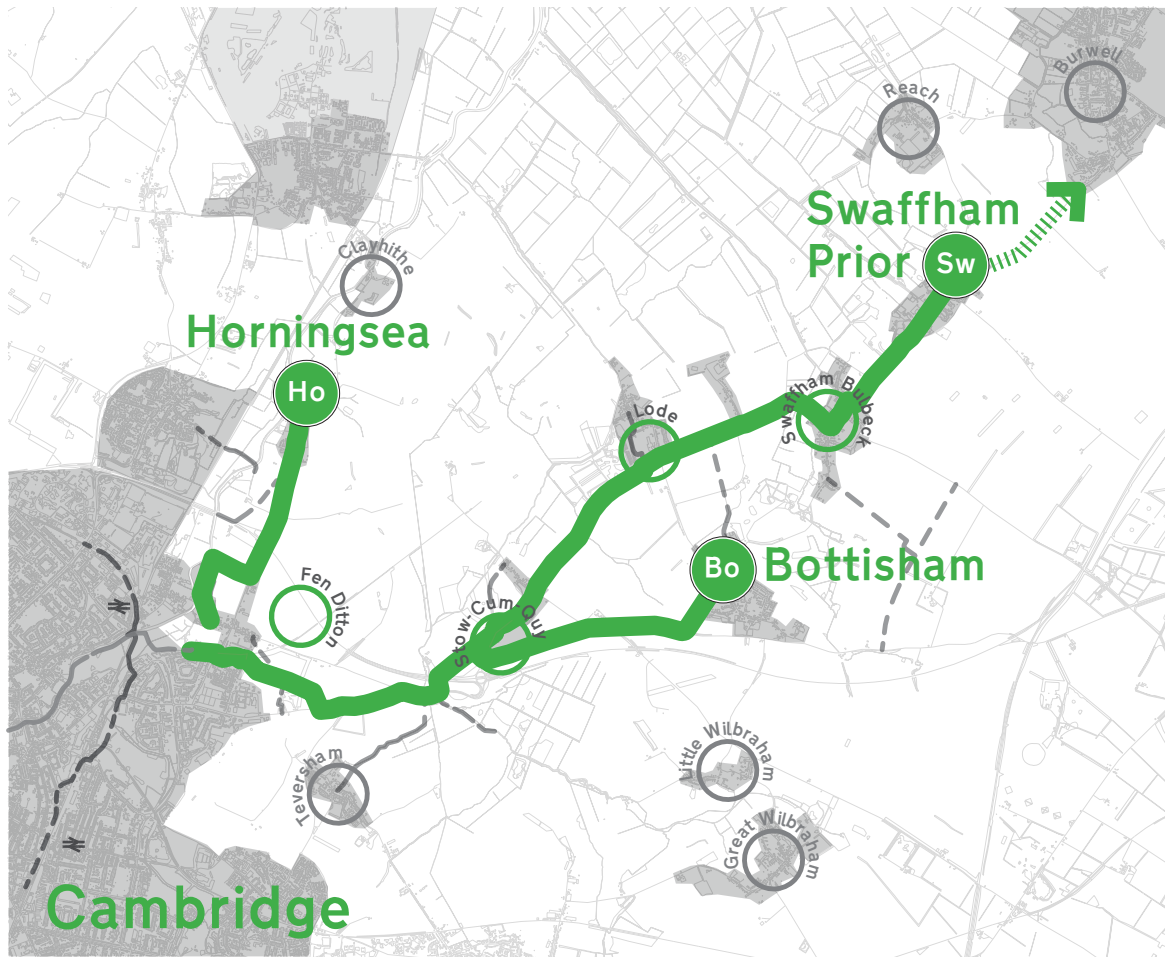 Burwell
Reach
Swaffham
Prior
Sw
Clayhithe
Horningsea
Ho
Swaffham Bulbeck
Lode
Bo
Bottisham
Fen Ditton
Stow-Cum-Quy
Teversham
Little Wilbraham
Great Wilbraham
Cambridge